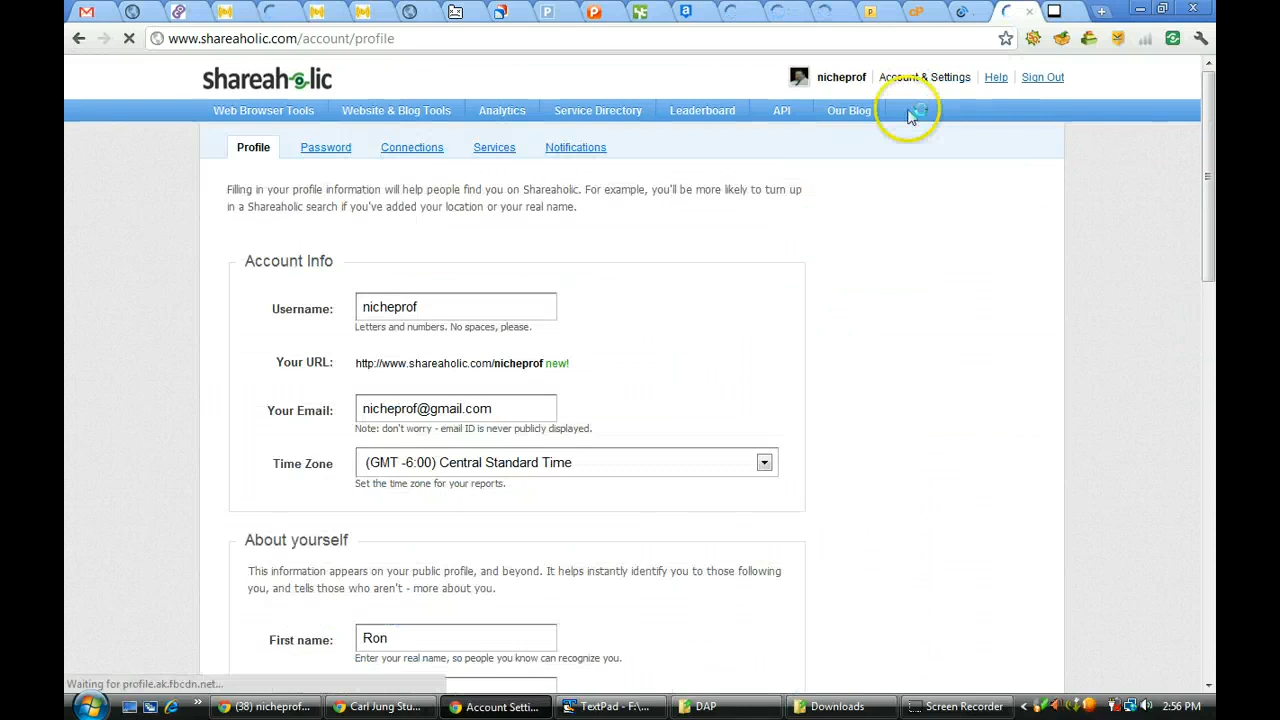 www.shareaholic.com/account/profile
shareaholic
nicheprof
Account & Settings
Help
Sign Out
Web Browser Tools
Website & Blog Tools
Analytics
Service Directory
Leaderboard
API
Our Blog
Profile
Password
Connections
Services
Notifications
Filling in your profile information will help people find you on Shareaholic. For example, you'll be more likely to turn up
in a Shareaholic search if you've added your location or your real name.
Account Info
Username:
nicheprof
Letters and numbers. No spaces, please.
Your URL:
http://www.shareaholic.com/nicheprof new!
Your Email:
nicheprof@gmail.com
Note: don't worry - email ID is never publicly displayed.
Time Zone
(GMT -6:00) Central Standard Time
Set the time zone for your reports.
About yourself
This information appears on your public profile, and beyond. It helps instantly identify you to those following
you, and tells those who aren't - more about you.
First name:
Ron
Enter your real name, so people you know can recognize you.
Waiting for profile.ak.fbcdn.net...
(38) nicheprof...
Carl Jung Stu...
Account Setti...
TextPad - F:\...
DAP
Downloads
Screen Recorder
2:56 PM